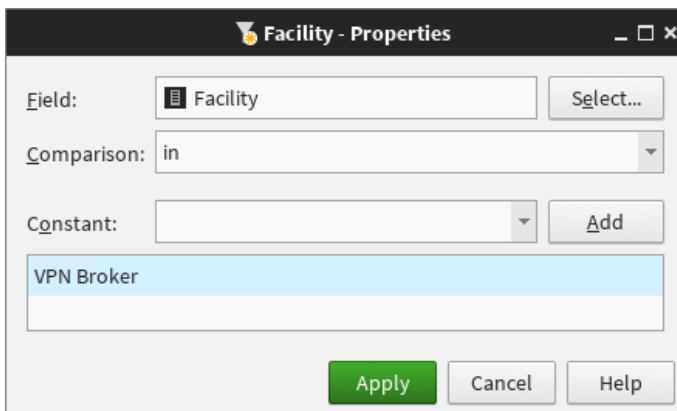 Facility - Properties
Field: Facility Select...
Comparison: in
Constant: Add
VPN Broker
Apply Cancel Help